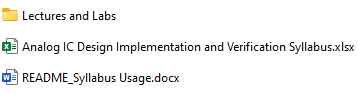 Lectures and Labs
Analog IC Design Implementation and Verification Syllabus.xlsx
README_Syllabus Usage.docx